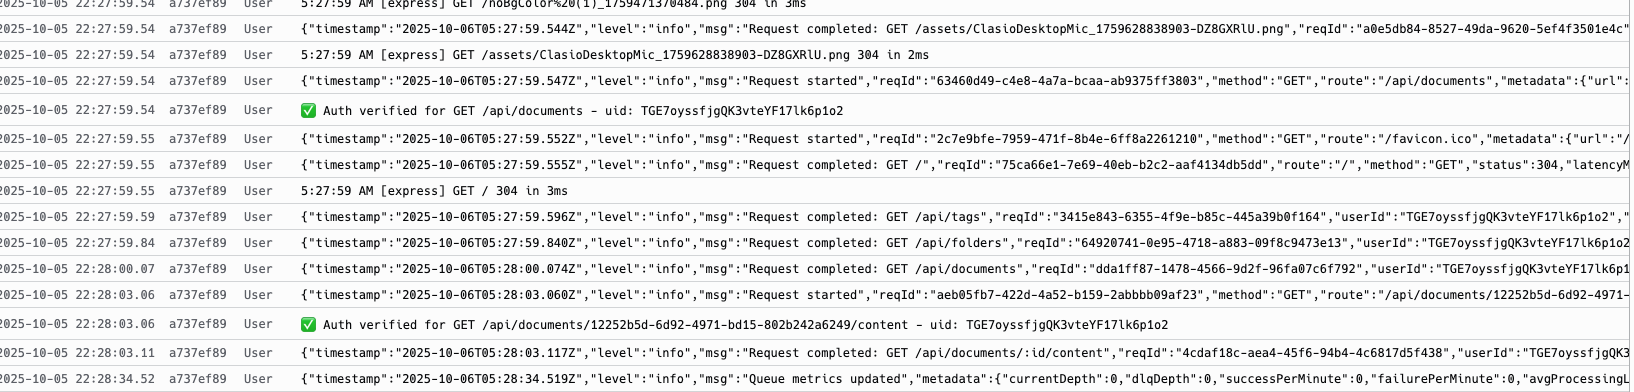 2025-10-05 22:27:59.54 a737ef89 User 5:27:59 AM [express] GET /noBgColor%20(1)_1759471370484.png 304 in 3ms
2025-10-05 22:27:59.54 a737ef89 User {"timestamp":"2025-10-06T05:27:59.544Z","level":"info","msg":"Request completed: GET /assets/ClasioDesktopMic_1759628838903-DZ8GXRlU.png","reqId":"a0e5db84-8527-49da-9620-5ef4f3501e4c"
2025-10-05 22:27:59.54 a737ef89 User 5:27:59 AM [express] GET /assets/ClasioDesktopMic_1759628838903-DZ8GXRlU.png 304 in 2ms
2025-10-05 22:27:59.54 a737ef89 User {"timestamp":"2025-10-06T05:27:59.547Z","level":"info","msg":"Request started","reqId":"63460d49-c4e8-4a7a-bcaa-ab9375ff3803","method":"GET","route":"/api/documents","metadata":{"url":
2025-10-05 22:27:59.54 a737ef89 User ✅ Auth verified for GET /api/documents - uid: TGE7oyssfjgQK3vteYF17lk6p1o2
2025-10-05 22:27:59.55 a737ef89 User {"timestamp":"2025-10-06T05:27:59.552Z","level":"info","msg":"Request started","reqId":"2c7e9bfe-7959-471f-8b4e-6ff8a2261210","method":"GET","route":"/favicon.ico","metadata":{"url":"/
2025-10-05 22:27:59.55 a737ef89 User {"timestamp":"2025-10-06T05:27:59.555Z","level":"info","msg":"Request completed: GET /","reqId":"75ca66e1-7e69-40eb-b2c2-aaf4134db5dd","route":"/","method":"GET","status":304,"latencyM
2025-10-05 22:27:59.55 a737ef89 User 5:27:59 AM [express] GET / 304 in 3ms
2025-10-05 22:27:59.59 a737ef89 User {"timestamp":"2025-10-06T05:27:59.596Z","level":"info","msg":"Request completed: GET /api/tags","reqId":"3415e843-6355-4f9e-b85c-445a39b0f164","userId":"TGE7oyssfjgQK3vteYF17lk6p1o2","
2025-10-05 22:27:59.84 a737ef89 User {"timestamp":"2025-10-06T05:27:59.840Z","level":"info","msg":"Request completed: GET /api/folders","reqId":"64920741-0e95-4718-a883-09f8c9473e13","userId":"TGE7oyssfjgQK3vteYF17lk6p1o2
2025-10-05 22:28:00.07 a737ef89 User {"timestamp":"2025-10-06T05:28:00.074Z","level":"info","msg":"Request completed: GET /api/documents","reqId":"dda1ff87-1478-4566-9d2f-96fa07c6f792","userId":"TGE7oyssfjgQK3vteYF17lk6p1
2025-10-05 22:28:03.06 a737ef89 User {"timestamp":"2025-10-06T05:28:03.060Z","level":"info","msg":"Request started","reqId":"aeb05fb7-422d-4a52-b159-2abbbb09af23","method":"GET","route":"/api/documents/12252b5d-6d92-4971-
2025-10-05 22:28:03.06 a737ef89 User ✅ Auth verified for GET /api/documents/12252b5d-6d92-4971-bd15-802b242a6249/content - uid: TGE7oyssfjgQK3vteYF17lk6p1o2
2025-10-05 22:28:03.11 a737ef89 User {"timestamp":"2025-10-06T05:28:03.117Z","level":"info","msg":"Request completed: GET /api/documents/:id/content","reqId":"4cdaf18c-aea4-45f6-94b4-4c6817d5f438","userId":"TGE7oyssfjgQK3
2025-10-05 22:28:34.52 a737ef89 User {"timestamp":"2025-10-06T05:28:34.519Z","level":"info","msg":"Queue metrics updated","metadata":{"currentDepth":0,"dlqDepth":0,"successPerMinute":0,"failurePerMinute":0,"avgProcessing